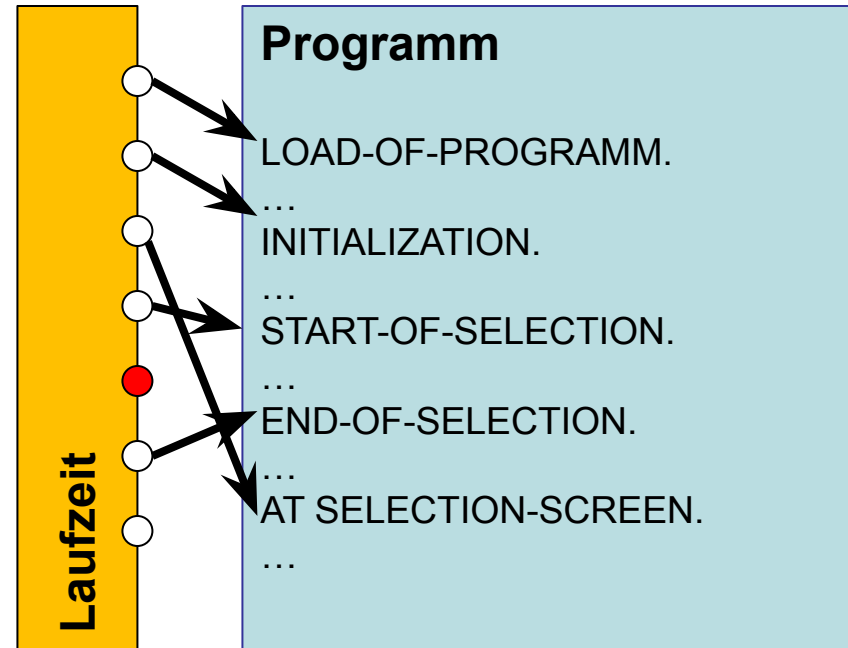 Laufzeit
Programm
LOAD-OF-PROGRAMM.
…
INITIALIZATION.
…
START-OF-SELECTION.
…
END-OF-SELECTION.
…
AT SELECTION-SCREEN.
…